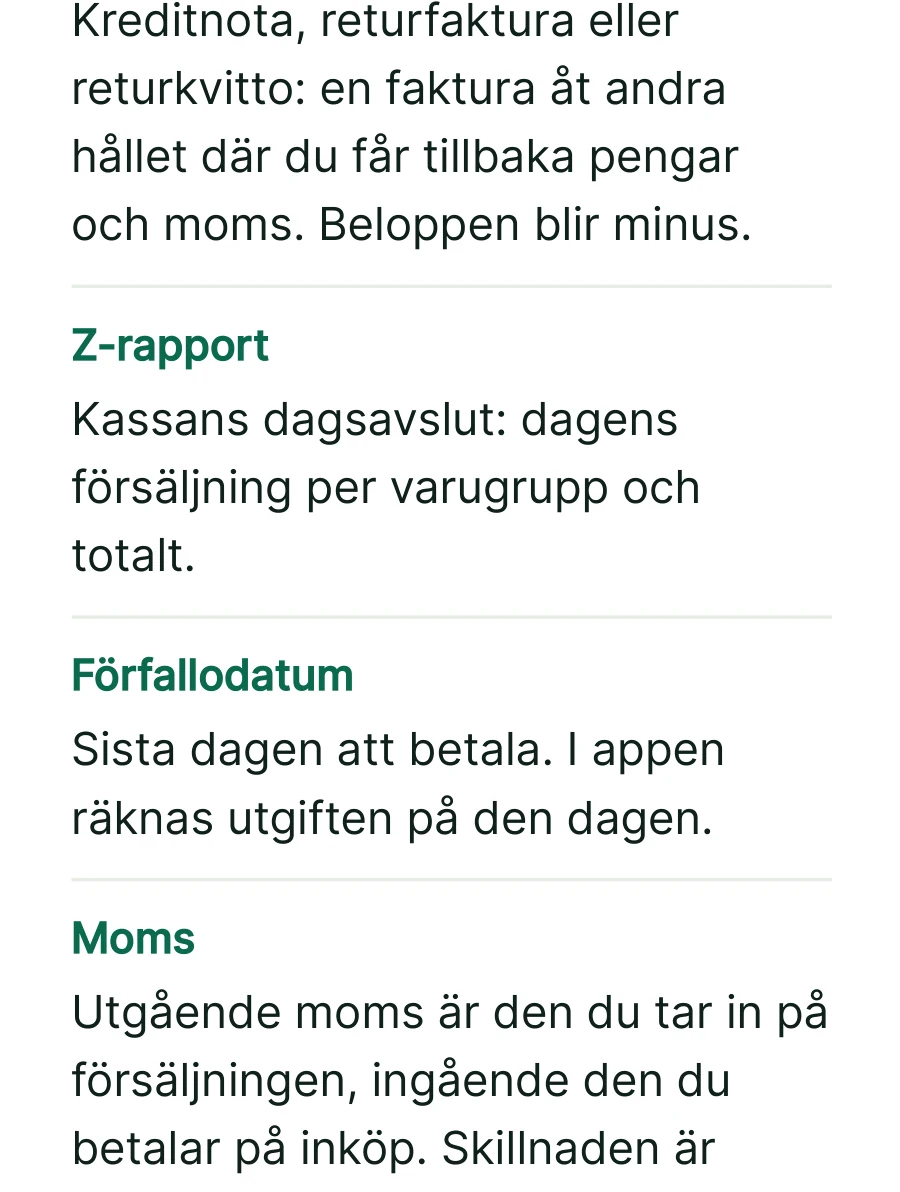 Kreditnota, returfaktura eller
returkvitto: en faktura åt andra
hållet där du får tillbaka pengar
och moms. Beloppen blir minus.
Z-rapport
Kassans dagsavslut: dagens
försäljning per varugrupp och
totalt.
Förfallodatum
Sista dagen att betala. I appen
räknas utgiften på den dagen.
Moms
Utgående moms är den du tar in på
försäljningen, ingående den du
betalar på inköp. Skillnaden är